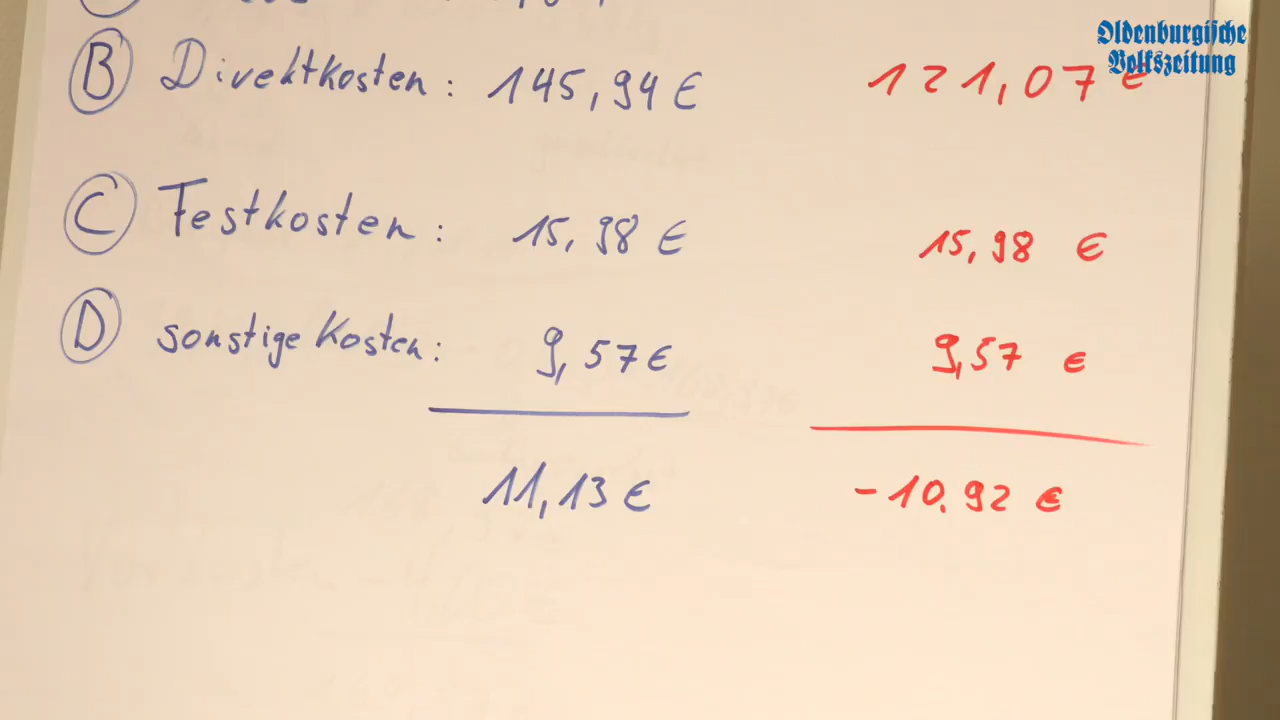 Oldenburgische
Volkszeitung
B Direktkosten: 145,94 € 121,07 €
C Festkosten: 15,98 € 15,98 €
D sonstige Kosten: 9,57 € 9,57 €
11,13 € -10,92 €